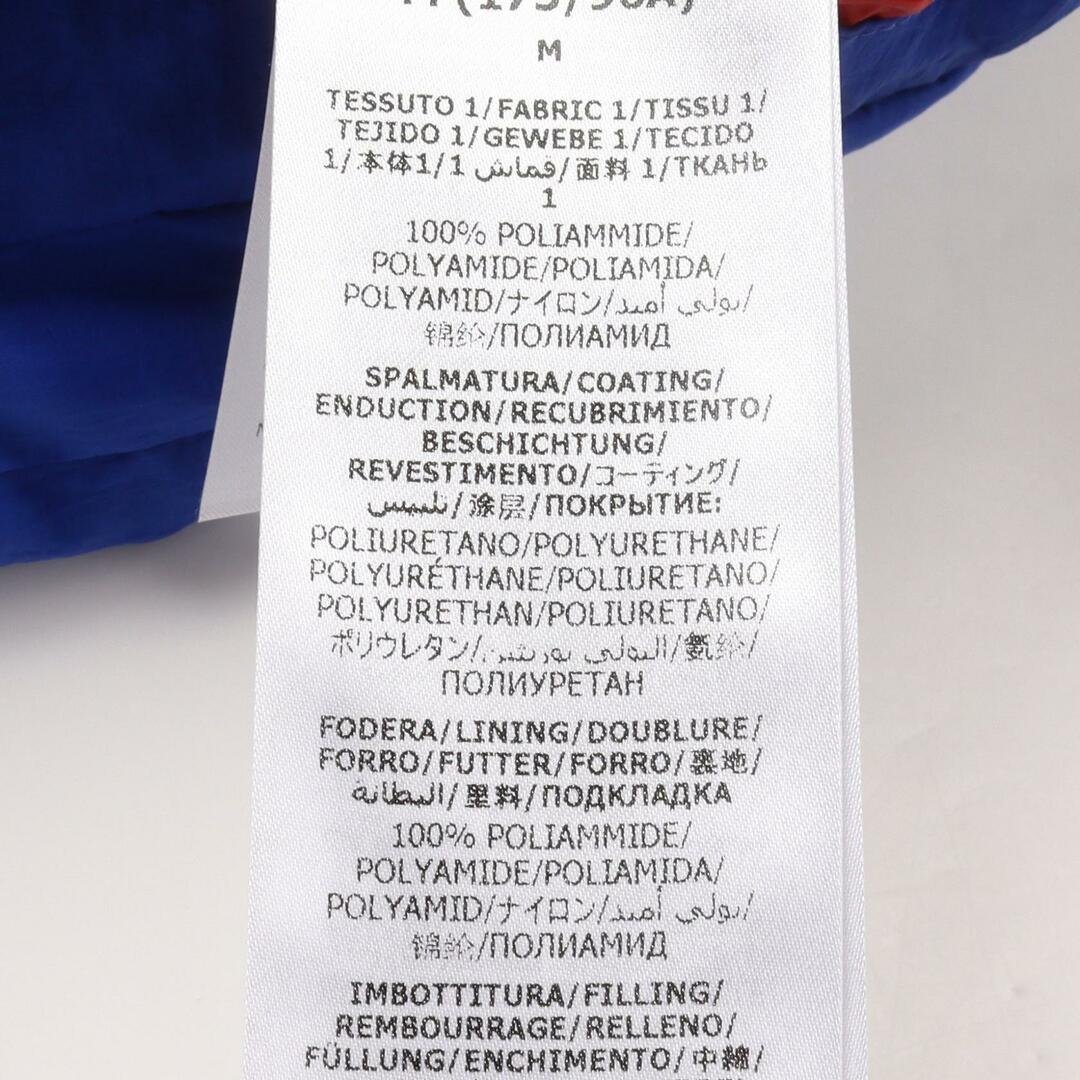 M
TESSUTO 1/FABRIC 1/TISSU 1/
TEJIDO 1/GEWEBE 1/TECIDO
1/本体1/1 قماش/面料 1/ТКАНЬ
1
100% POLIAMMIDE/
POLYAMIDE/POLIAMIDA/
POLYAMID/ナイロン/بولي أميد/
锦纶/ПОЛИАМИД
SPALMATURA/COATING/
ENDUCTION/RECUBRIMIENTO/
BESCHICHTUNG/
REVESTIMENTO/コーティング/
تلبيس/涂层/ПОКРЫТИЕ:
POLIURETANO/POLYURETHANE/
POLYURÉTHANE/POLIURETANO/
POLYURETHAN/POLIURETANO/
ポリウレタン/البولي يوريثين/氨纶/
ПОЛИУРЕТАН
FODERA/LINING/DOUBLURE/
FORRO/FUTTER/FORRO/裏地/
البطانة/里料/ПОДКЛАДКА
100% POLIAMMIDE/
POLYAMIDE/POLIAMIDA/
POLYAMID/ナイロン/بولي أميد/
锦纶/ПОЛИАМИД
IMBOTTITURA/FILLING/
REMBOURRAGE/RELLENO/
FÜLLUNG/ENCHIMENTO/中綿/